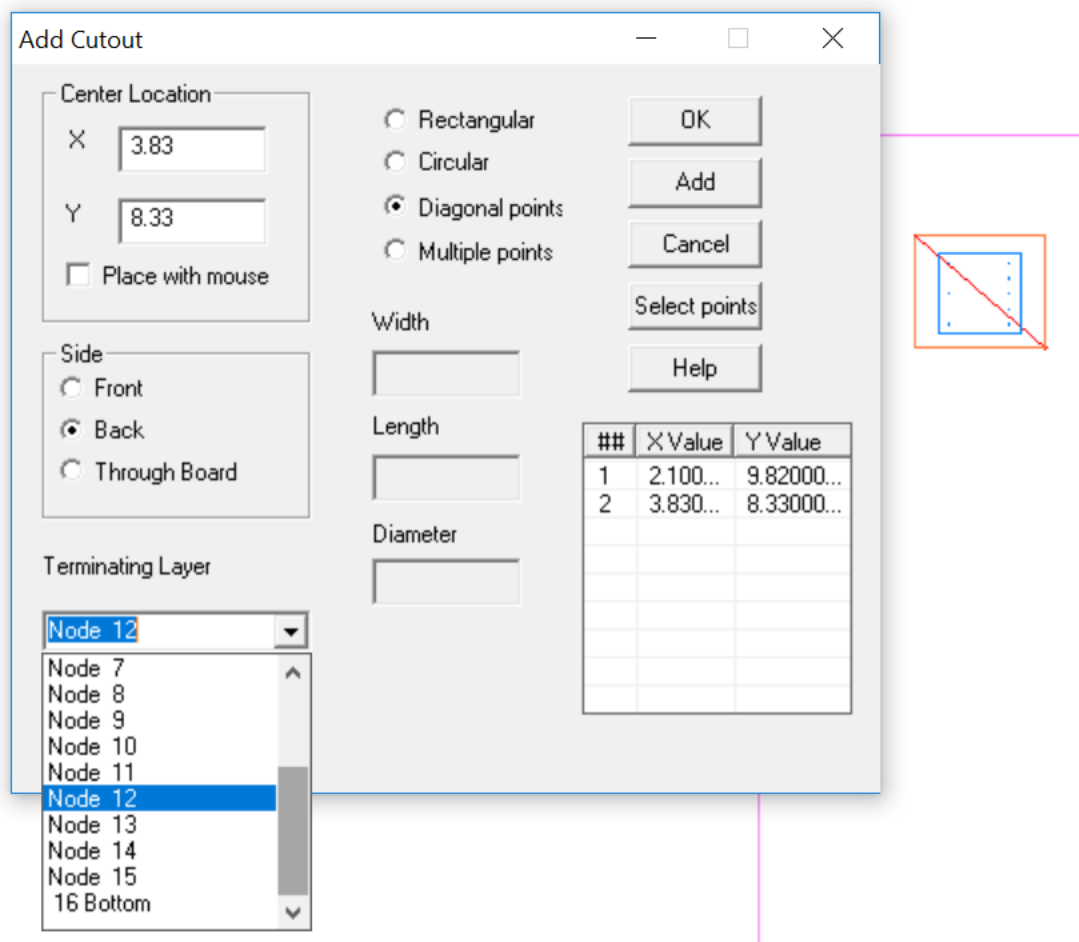 Add Cutout
Center Location
X 3.83
Y 8.33
Place with mouse
Side
Front
Back
Through Board
Terminating Layer
Node 12
Node 7
Node 8
Node 9
Node 10
Node 11
Node 12
Node 13
Node 14
Node 15
16 Bottom
Rectangular
Circular
Diagonal points
Multiple points
Width
Length
Diameter
OK
Add
Cancel
Select points
Help
## X Value Y Value
1 2.100... 9.82000...
2 3.830... 8.33000...